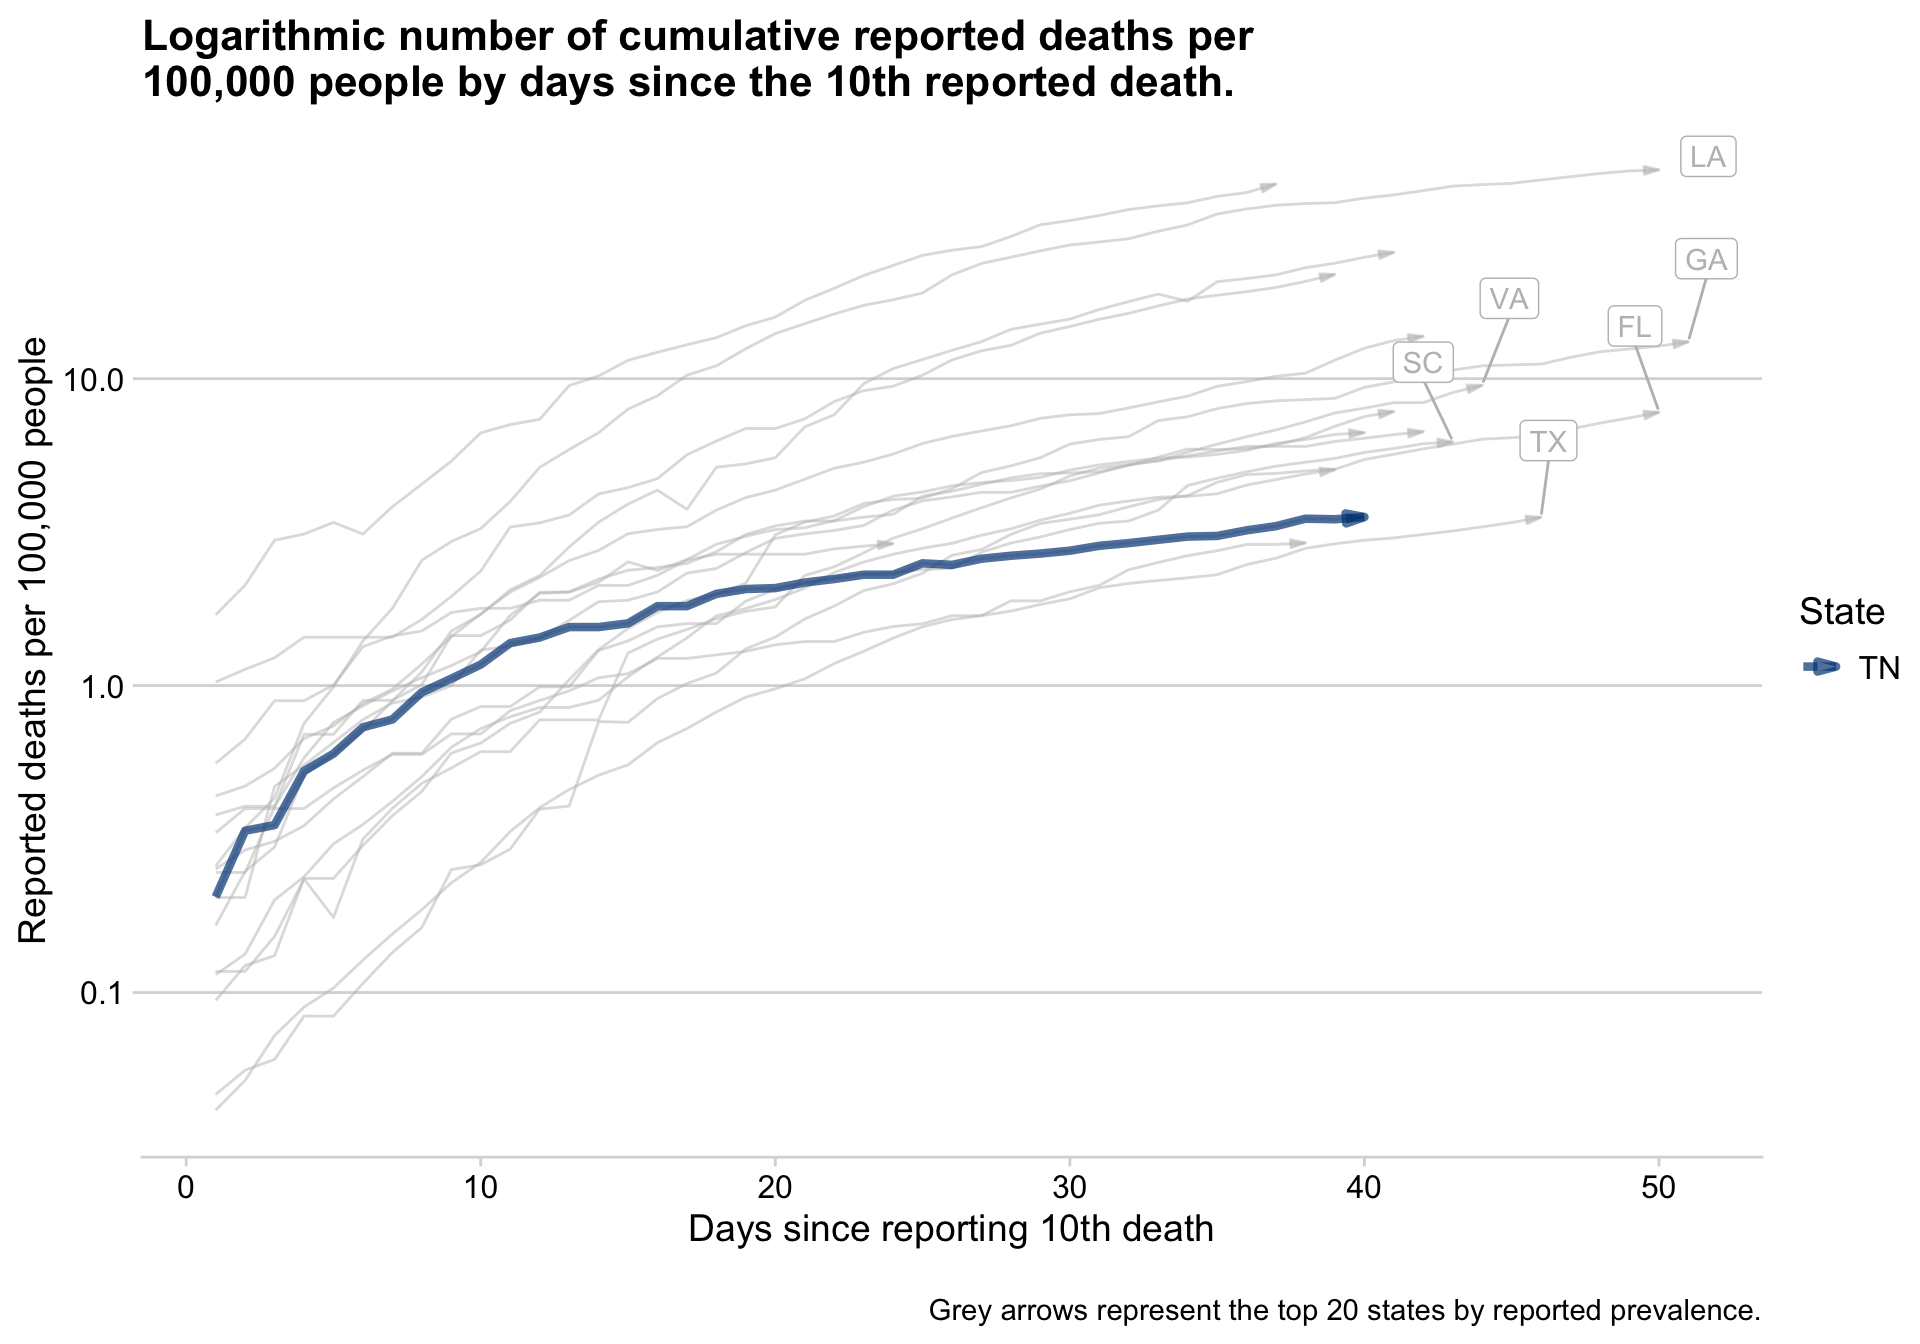 Logarithmic number of cumulative reported deaths per
100,000 people by days since the 10th reported death.
LA
GA
VA
FL
SC
TX
Reported deaths per 100,000 people
10.0
1.0
0.1
State
TN
0 10 20 30 40 50
Days since reporting 10th death
Grey arrows represent the top 20 states by reported prevalence.